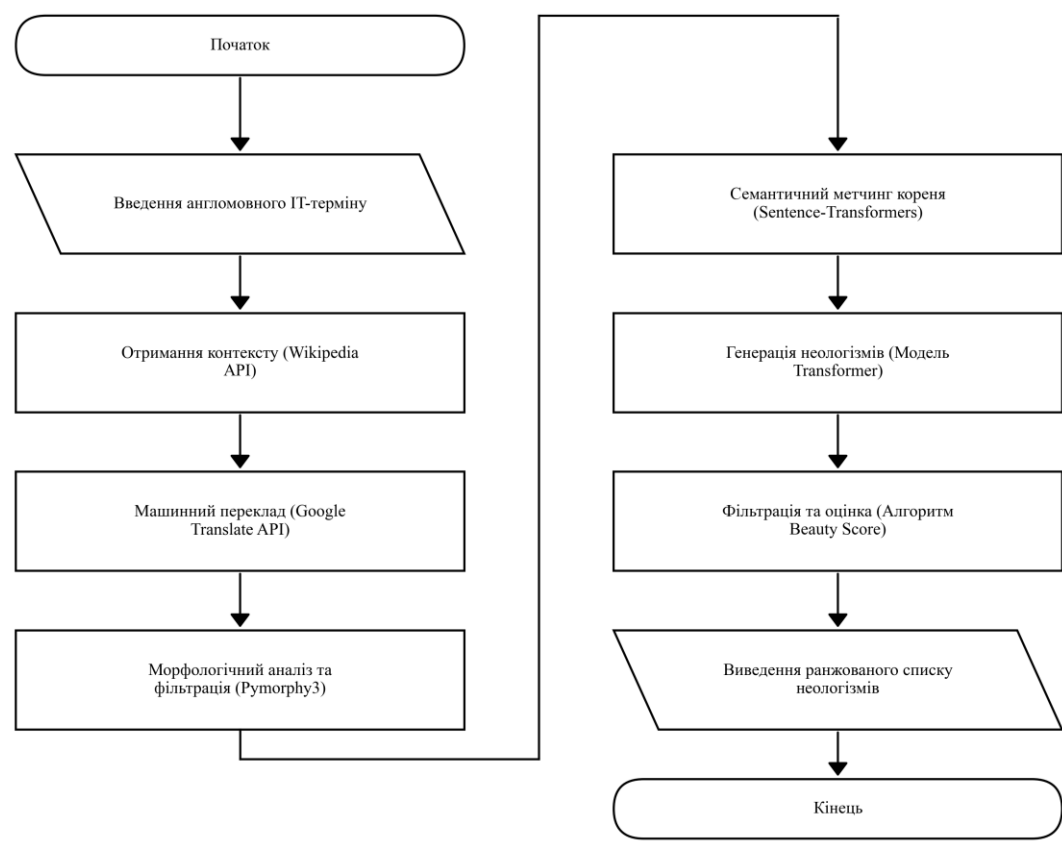 Початок
Введення англомовного ІТ-терміну
Отримання контексту (Wikipedia
API)
Машинний переклад (Google
Translate API)
Морфологічний аналіз та
фільтрація (Pymorphy3)
Семантичний метчинг кореня
(Sentence-Transformers)
Генерація неологізмів (Модель
Transformer)
Фільтрація та оцінка (Алгоритм
Beauty Score)
Виведення ранжованого списку
неологізмів
Кінець